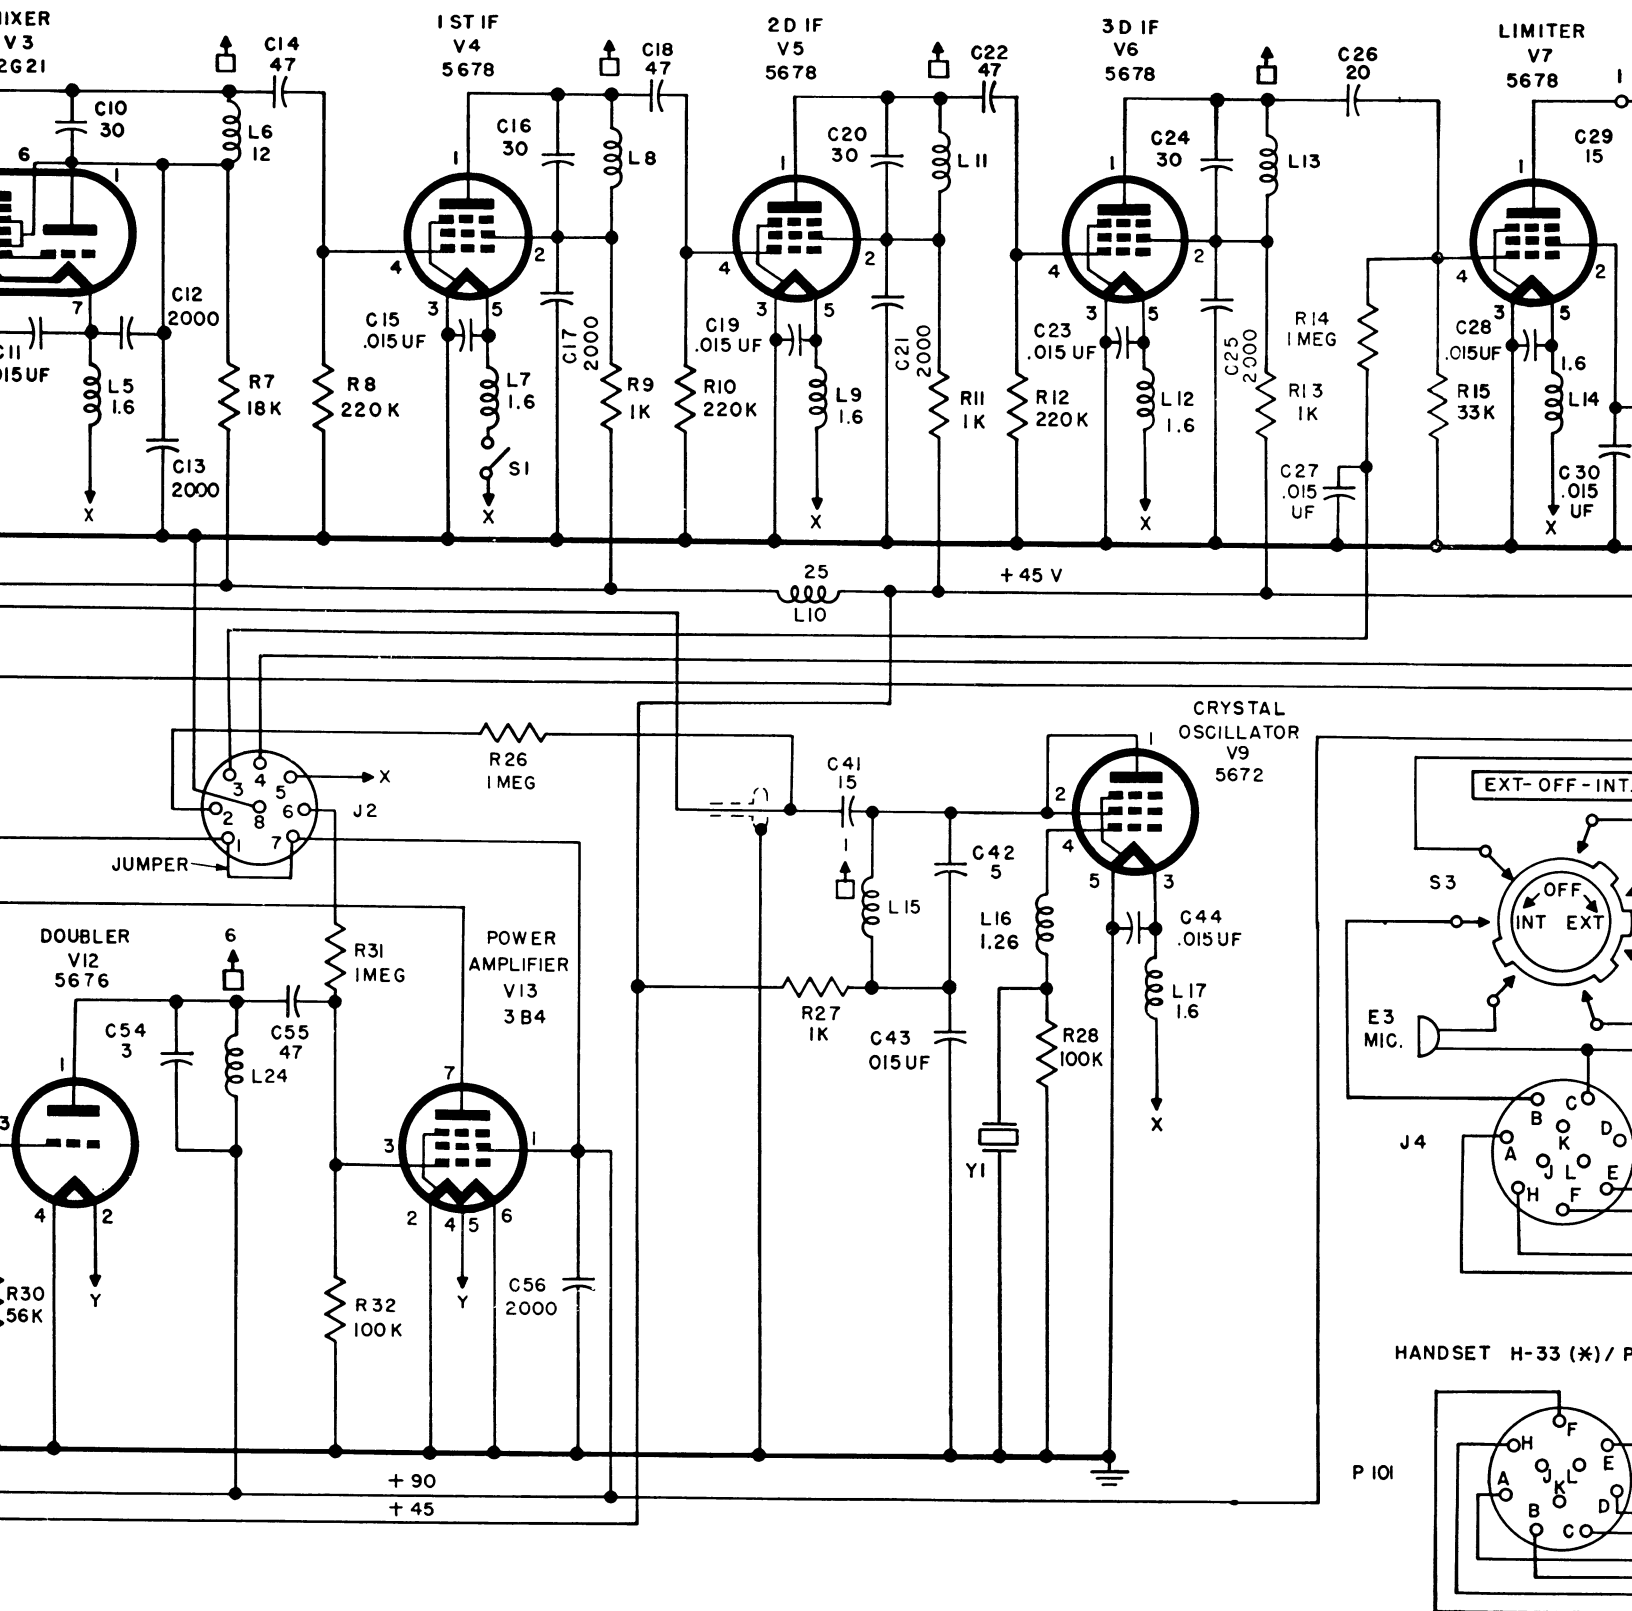 V3
2G21
C14
47
1ST IF
V4
5678
C18
47
2D IF
V5
5678
C22
47
3D IF
V6
5678
C26
20
LIMITER
V7
5678
1
C10
30
L6
12
6
1
7
C12
2000
.015UF
L5
1.6
X
C13
2000
R7
18K
R8
220K
1
4
2
3
5
C15
.015UF
C16
30
L8
C17
2000
L7
1.6
S1
X
R9
1K
R10
220K
1
4
2
3
5
C19
.015UF
C20
30
L11
C21
2000
L9
1.6
X
R11
1K
R12
220K
1
4
2
3
5
C23
.015UF
C24
30
L13
C25
2000
L12
1.6
X
R13
1K
R14
1MEG
C27
.015
UF
R15
33K
1
4
2
3
5
C28
.015UF
C29
15
1.6
L14
X
C30
.015
UF
25
L10
+45 V
R26
1MEG
3
4
5
X
2
8
6
J2
1
7
JUMPER
C41
15
1
L15
C42
5
CRYSTAL
OSCILLATOR
V9
5672
1
2
4
5
3
L16
1.26
C44
.015UF
L17
1.6
X
R27
1K
C43
015UF
R28
100K
Y1
EXT-OFF-INT.
S3
OFF
INT EXT
E3
MIC.
J4
B
C
D
K
A
J
L
E
H
F
DOUBLER
V12
5676
6
C54
3
C55
47
L24
1
3
4
2
Y
R30
56K
R31
1MEG
R32
100K
POWER
AMPLIFIER
V13
3B4
7
3
1
2
4
5
6
Y
C56
2000
+90
+45
HANDSET H-33 (*)/ P
P 101
F
H
E
J
L
A
K
D
B
C